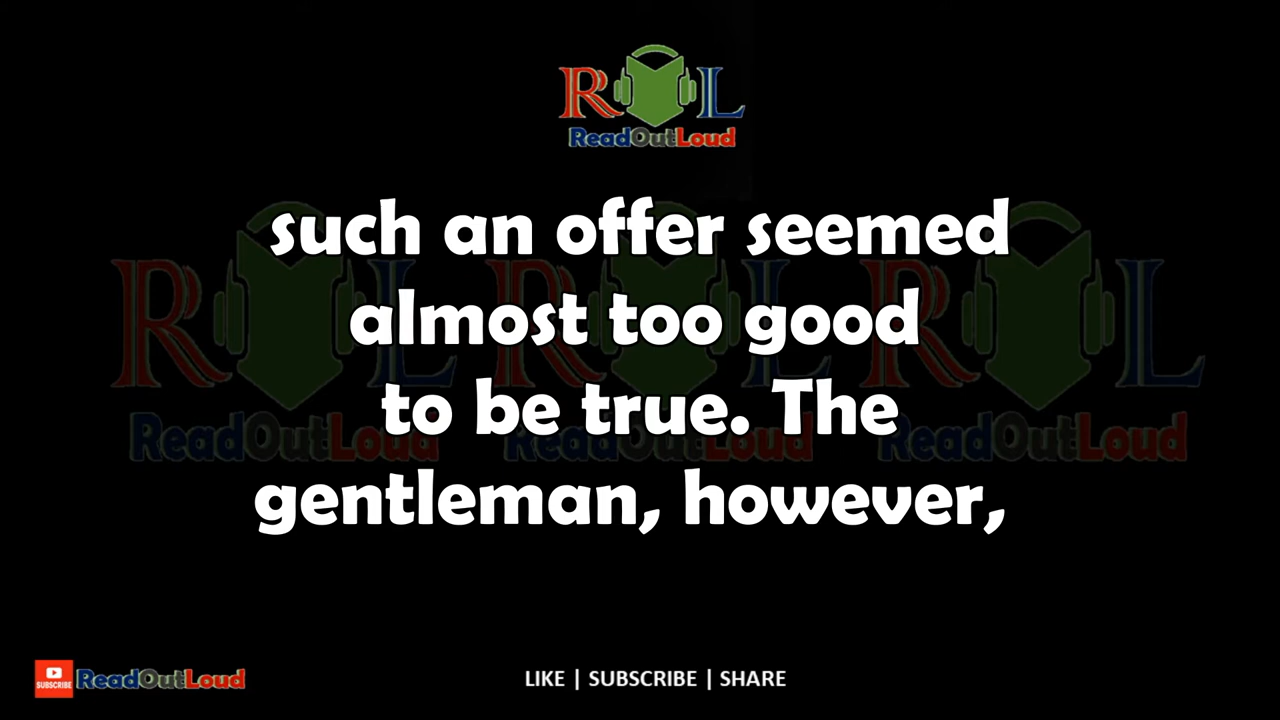 R L
ReadOutLoud
such an offer seemed
almost too good
to be true. The
gentleman, however,
R L R L R L
ReadOutLoud ReadOutLoud ReadOutLoud
SUBSCRIBE ReadOutLoud
LIKE | SUBSCRIBE | SHARE